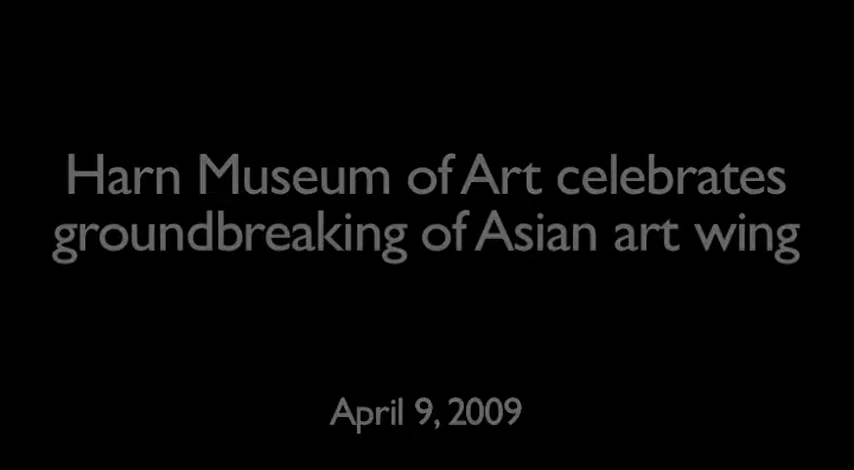 Harn Museum of Art celebrates
groundbreaking of Asian art wing
April 9, 2009